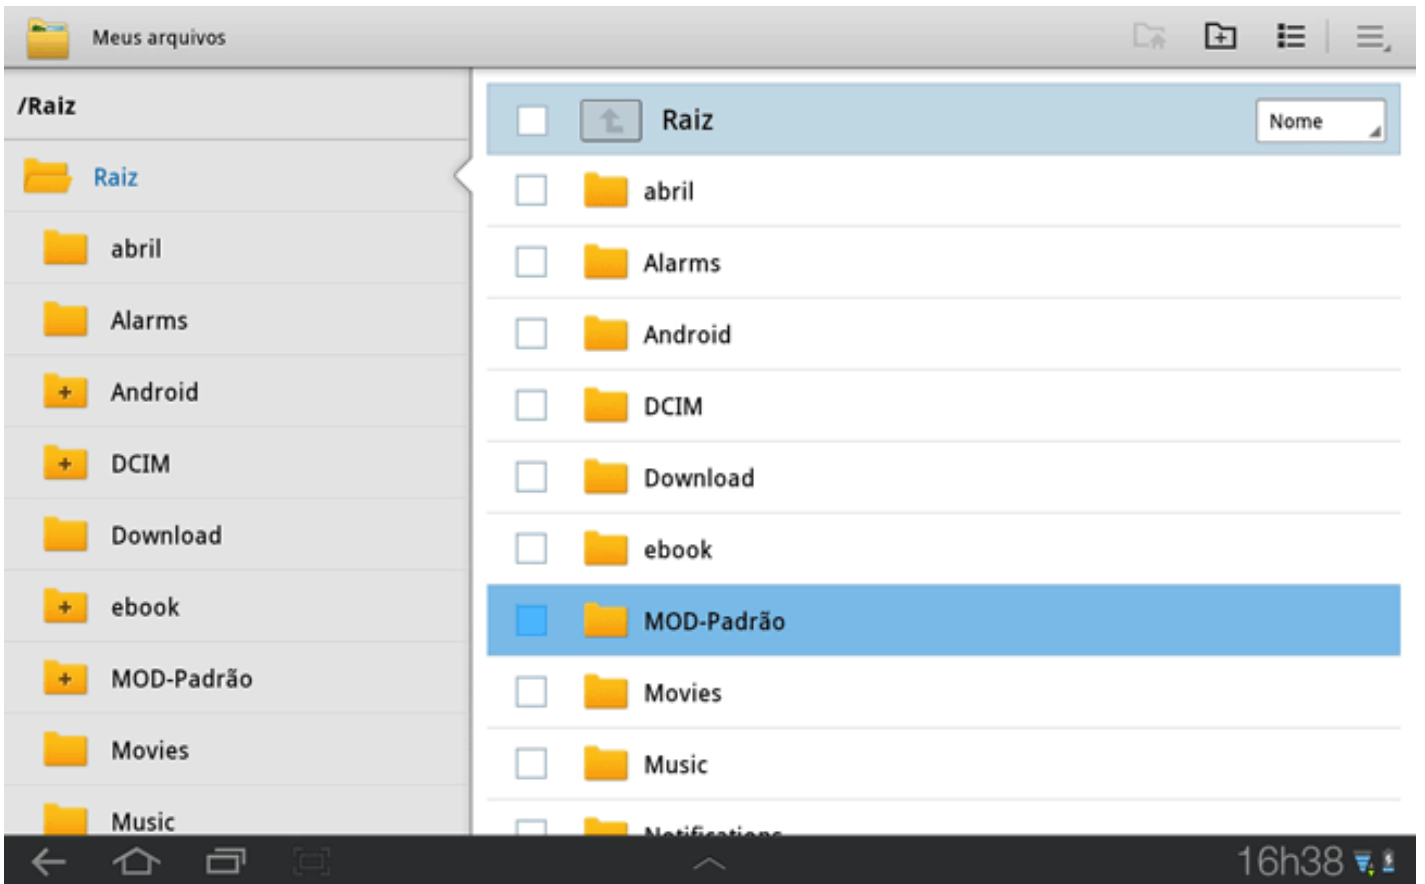 Meus arquivos
/Raiz
Raiz
abril
Alarms
Android
DCIM
Download
ebook
MOD-Padrão
Movies
Music
Raiz
Nome
abril
Alarms
Android
DCIM
Download
ebook
MOD-Padrão
Movies
Music
Notifications
16h38